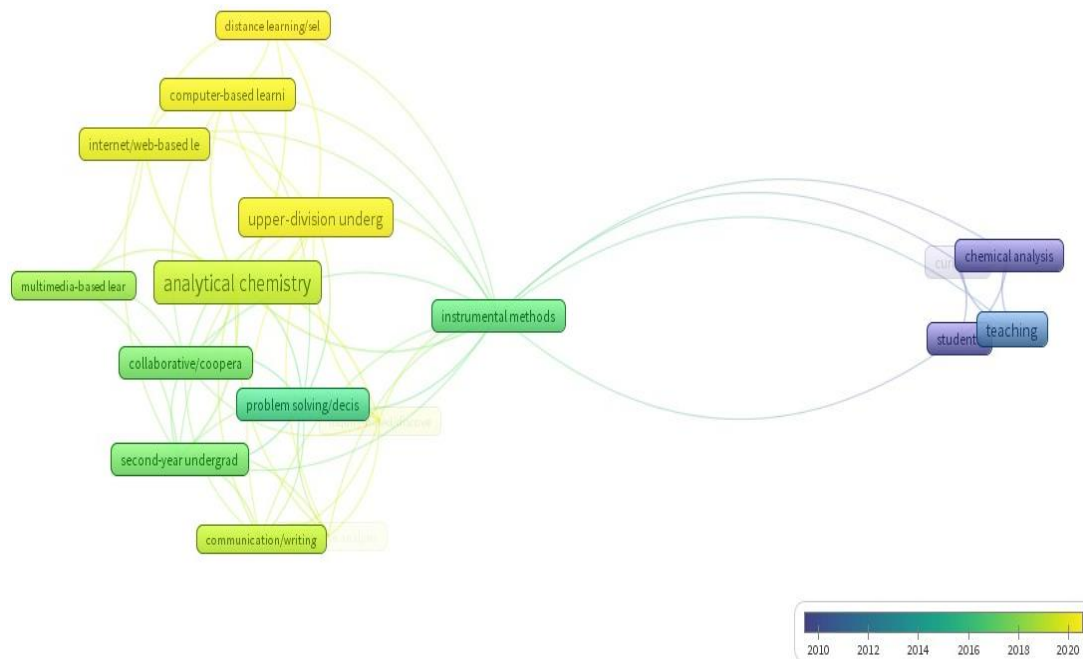 distance learning/sel
computer-based learni
internet/web-based le
upper-division underg
chemical analysis
analytical chemistry
multimedia-based lear
instrumental methods
teaching
student
collaborative/coopera
problem solving/decis
second-year undergrad
communication/writing
2010 2012 2014 2016 2018 2020